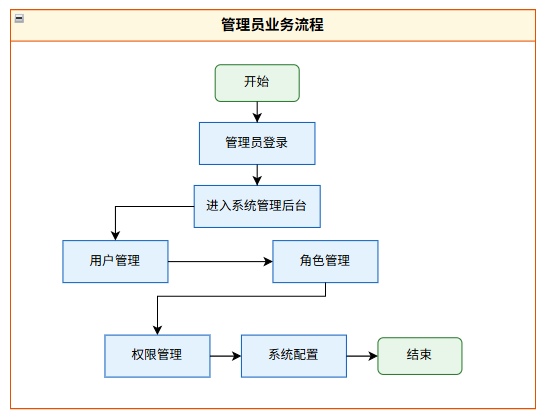 管理员业务流程
开始
管理员登录
进入系统管理后台
用户管理
角色管理
权限管理
系统配置
结束